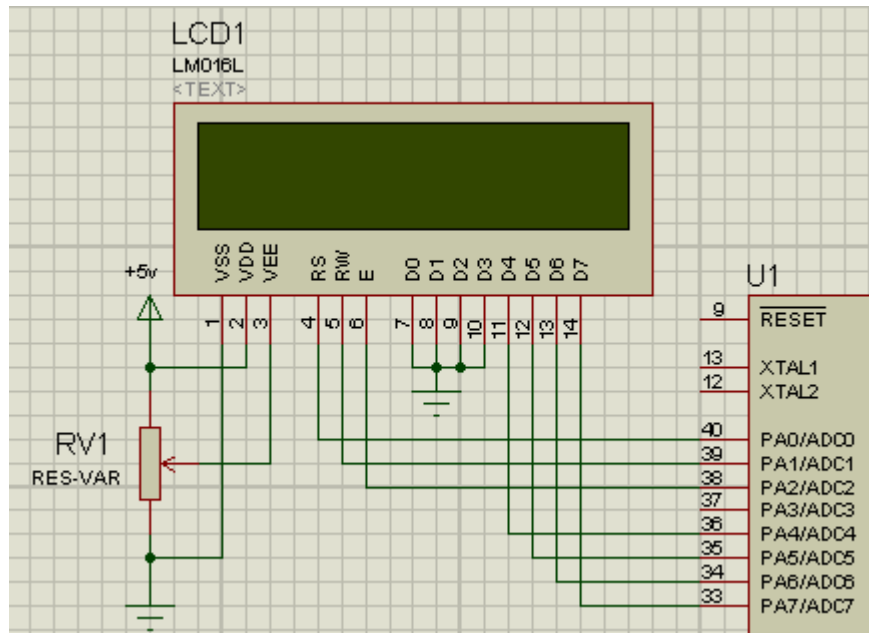 LCD1
LM016L
<TEXT>
+5v
VSS
VDD
VEE
RS
RW
E
D0
D1
D2
D3
D4
D5
D6
D7
1
2
3
4
5
6
7
8
9
10
11
12
13
14
RV1
RES-VAR
U1
9 RESET
13 XTAL1
12 XTAL2
40 PA0/ADC0
39 PA1/ADC1
38 PA2/ADC2
37 PA3/ADC3
36 PA4/ADC4
35 PA5/ADC5
34 PA6/ADC6
33 PA7/ADC7